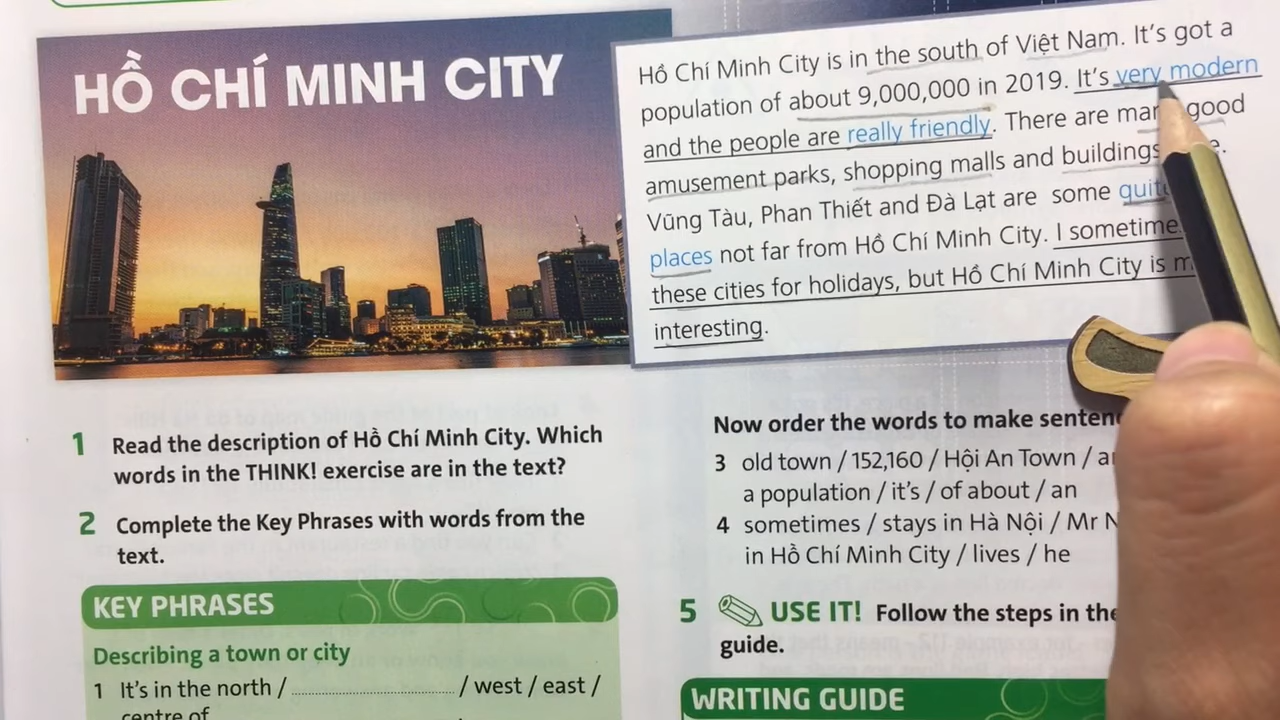 HỒ CHÍ MINH CITY
Hồ Chí Minh City is in the south of Việt Nam. It's got a
population of about 9,000,000 in 2019. It's very modern
and the people are really friendly. There are good
amusement parks, shopping malls and buildings
Vũng Tàu, Phan Thiết and Đà Lạt are some
places not far from Hồ Chí Minh City. I
these cities for holidays, but Hồ Chí Minh City is
interesting.
1 Read the description of Hồ Chí Minh City. Which
words in the THINK! exercise are in the text?
2 Complete the Key Phrases with words from the
text.
KEY PHRASES
Describing a town or city
1 It's in the north / / west / east /
centre of
Now order the words to make
3 old town / 152,160 / Hội An Town /
a population / it's / of about / an
4 sometimes / stays in Hà Nội / Mr
in Hồ Chí Minh City / lives / he
5 USE IT! Follow the steps in the
guide.
WRITING GUIDE